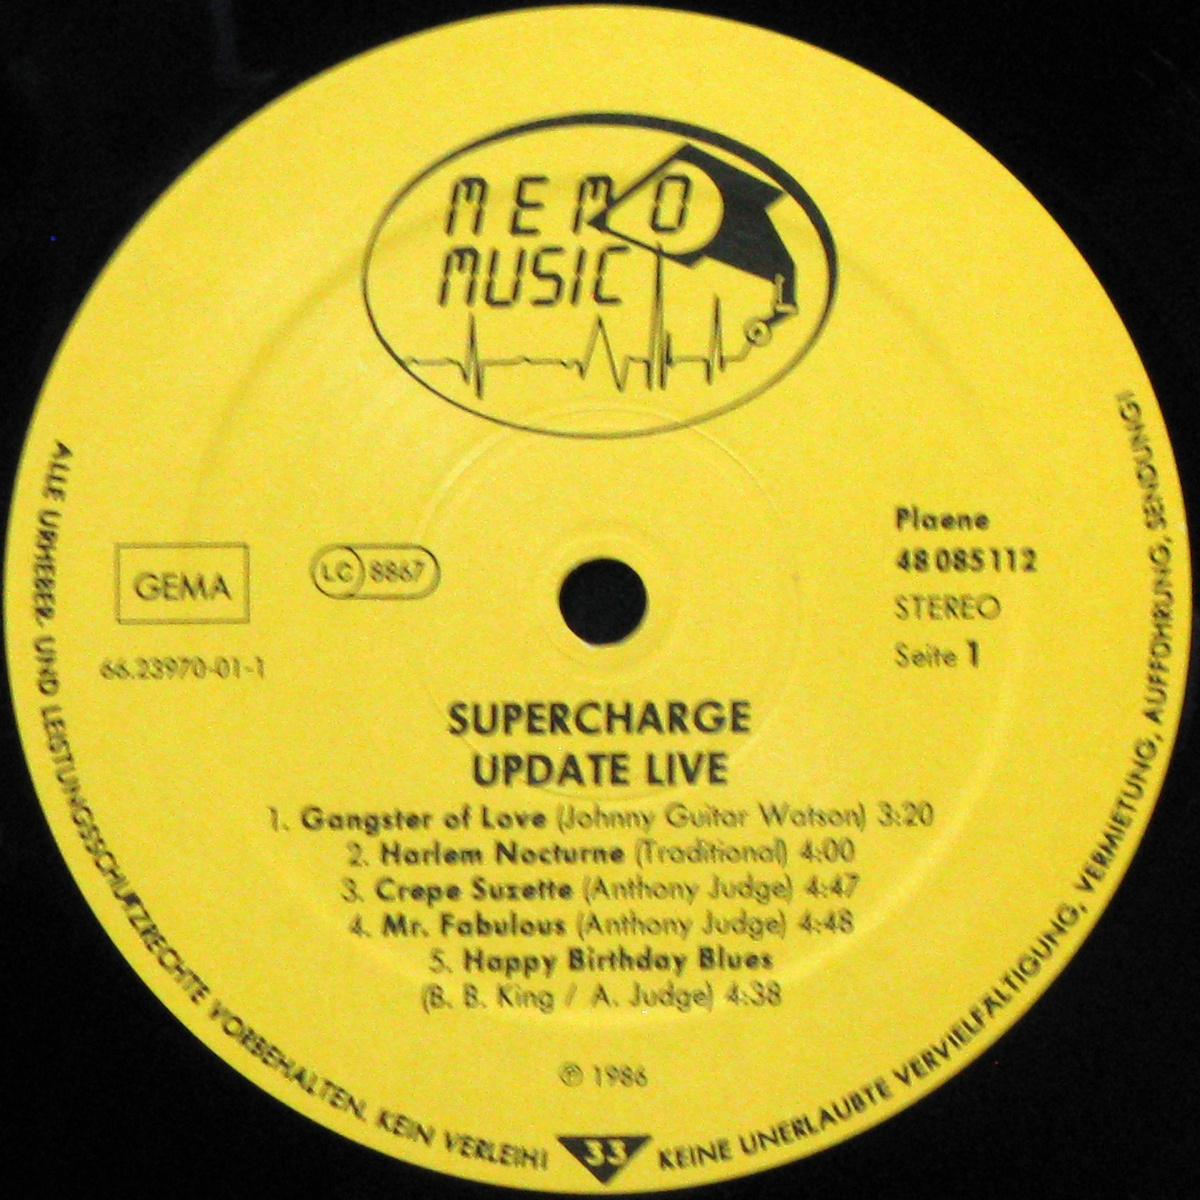 MEMO
MUSIC
Plaene
48 085 112
STEREO
Seite 1
GEMA
LC 8867
66.23970-01-1
SUPERCHARGE
UPDATE LIVE
1. Gangster of Love (Johnny Guitar Watson) 3:20
2. Harlem Nocturne (Traditional) 4:00
3. Crepe Suzette (Anthony Judge) 4:47
4. Mr. Fabulous (Anthony Judge) 4:48
5. Happy Birthday Blues
(B. B. King / A. Judge) 4:38
℗ 1986
ALLE URHEBER- UND LEISTUNGSSCHUTZRECHTE VORBEHALTEN. KEIN VERLEIH! 33 KEINE UNERLAUBTE VERVIELFÄLTIGUNG, VERMIETUNG, AUFFÜHRUNG, SENDUNG!